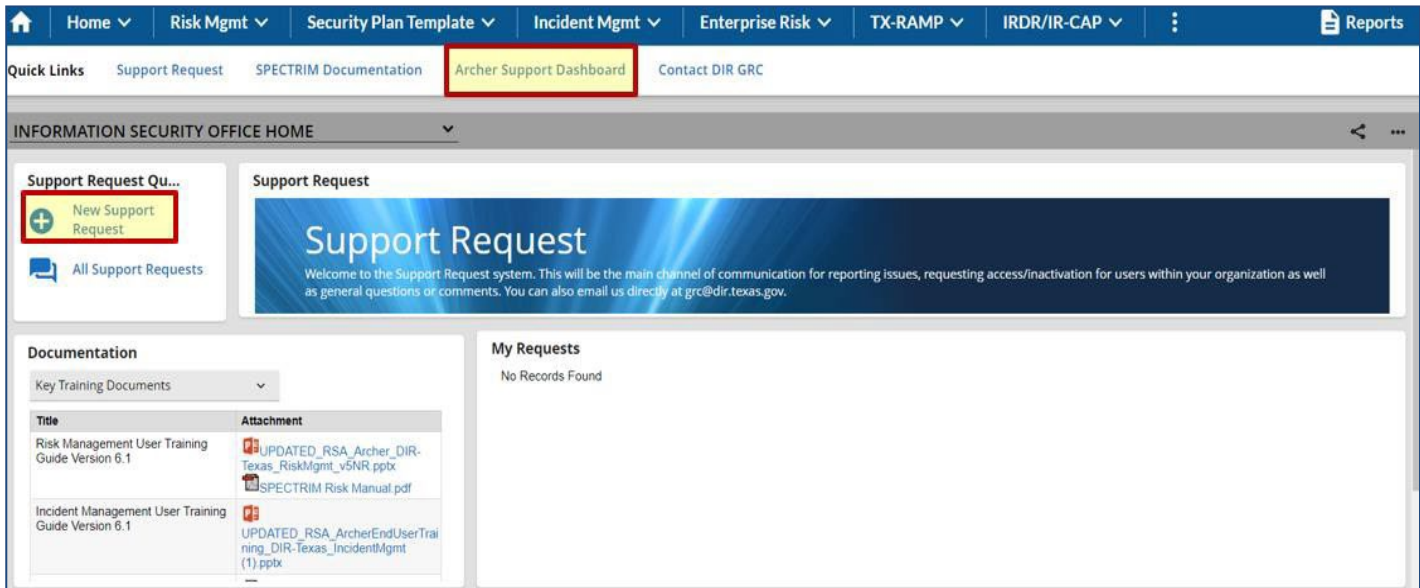 Home Risk Mgmt Security Plan Template Incident Mgmt Enterprise Risk TX-RAMP IRDR/IR-CAP Reports
Quick Links Support Request SPECTRIM Documentation Archer Support Dashboard Contact DIR GRC
INFORMATION SECURITY OFFICE HOME
Support Request Qu...
New Support
Request
All Support Requests
Support Request
Support Request
Welcome to the Support Request system. This will be the main channel of communication for reporting issues, requesting access/inactivation for users within your organization as well
as general questions or comments. You can also email us directly at grc@dir.texas.gov.
Documentation
Key Training Documents
Title Attachment
Risk Management User Training
Guide Version 6.1
UPDATED_RSA_Archer_DIR-
Texas_RiskMgmt_v5NR.pptx
SPECTRIM Risk Manual.pdf
Incident Management User Training
Guide Version 6.1
UPDATED_RSA_ArcherEndUserTrai
ning_DIR-Texas_IncidentMgmt
(1).pptx
My Requests
No Records Found